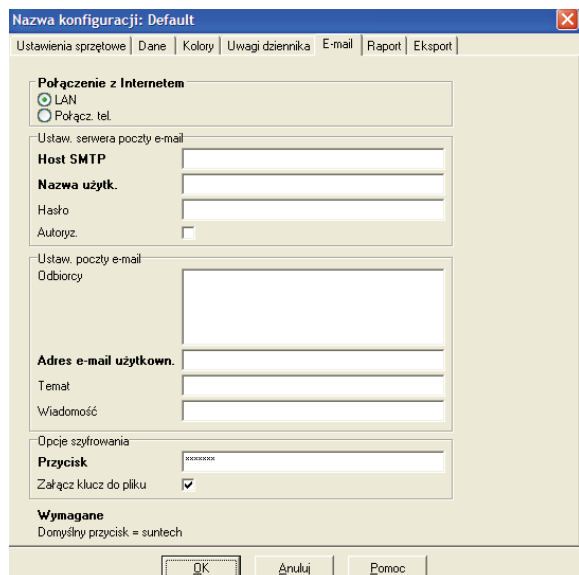 Nazwa konfiguracji: Default
Ustawienia sprzętowe Dane Kolory Uwagi dziennika E-mail Raport Eksport
Połączenie z Internetem
LAN
Połącz. tel.
Ustaw. serwera poczty e-mail
Host SMTP
Nazwa użytk.
Hasło
Autoryz.
Ustaw. poczty e-mail
Odbiorcy
Adres e-mail użytkown.
Temat
Wiadomość
Opcje szyfrowania
Przycisk *******
Załącz klucz do pliku
Wymagane
Domyślny przycisk = suntech
OK Anuluj Pomoc